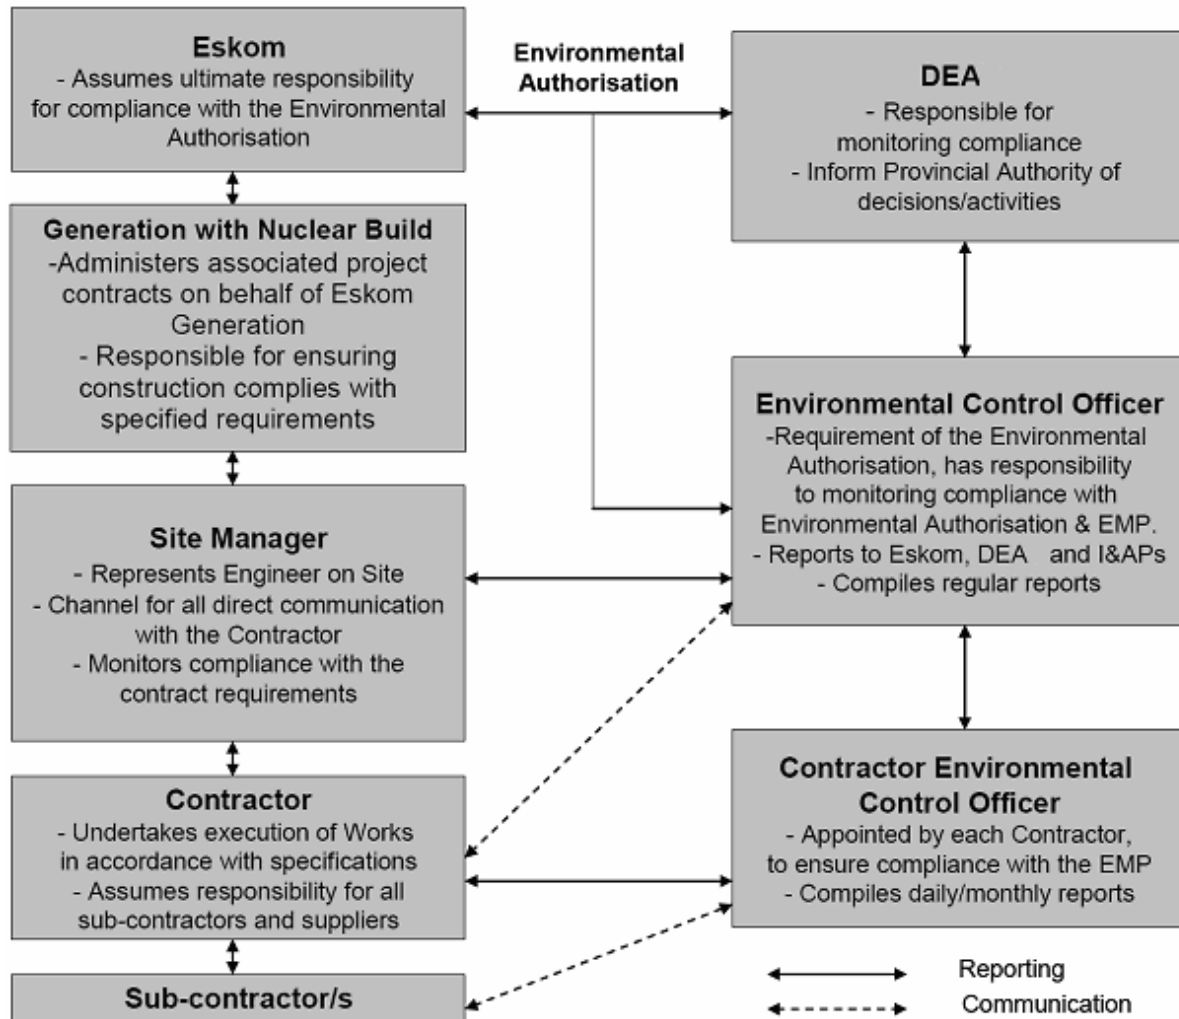 Eskom
- Assumes ultimate responsibility
for compliance with the Environmental
Authorisation
Environmental
Authorisation
DEA
- Responsible for
monitoring compliance
- Inform Provincial Authority of
decisions/activities
Generation with Nuclear Build
-Administers associated project
contracts on behalf of Eskom
Generation
- Responsible for ensuring
construction complies with
specified requirements
Environmental Control Officer
-Requirement of the Environmental
Authorisation, has responsibility
to monitoring compliance with
Environmental Authorisation & EMP.
- Reports to Eskom, DEA and I&APs
- Compiles regular reports
Site Manager
- Represents Engineer on Site
- Channel for all direct communication
with the Contractor
- Monitors compliance with the
contract requirements
Contractor
- Undertakes execution of Works
in accordance with specifications
- Assumes responsibility for all
sub-contractors and suppliers
Contractor Environmental
Control Officer
- Appointed by each Contractor,
to ensure compliance with the EMP
- Compiles daily/monthly reports
Sub-contractor/s
Reporting
Communication